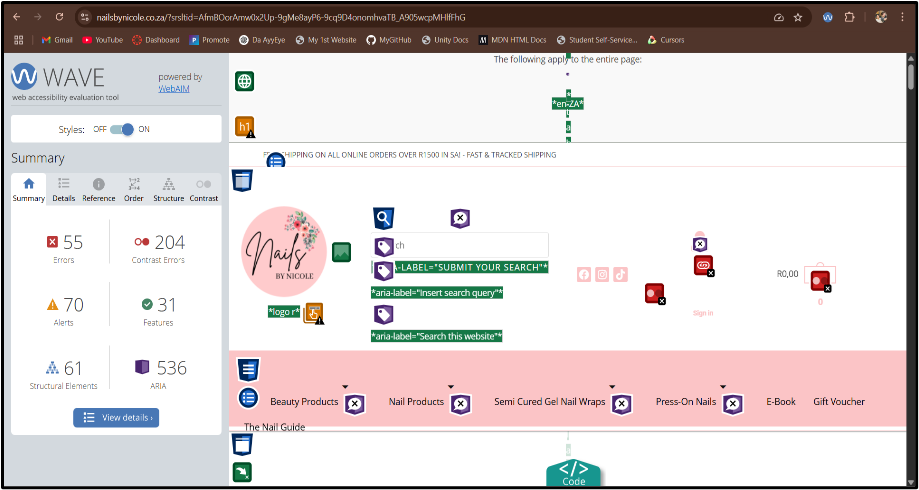 nailsbynicole.co.za/?srsltid=AfmBOorAmw0x2Up-9gMe8ayP6-9cq9D4onomhvaTB_A905wcpMHlfFhG
Gmail YouTube Dashboard Promote Da AyyEye My 1st Website MyGitHub Unity Docs MDN HTML Docs Student Self-Service... Cursors
WAVE
web accessibility evaluation tool
powered by
WebAIM
Styles: OFF ON
Summary
Summary Details Reference Order Structure Contrast
55
Errors
204
Contrast Errors
70
Alerts
31
Features
61
Structural Elements
536
ARIA
View details ›
The following apply to the entire page:
*
*en-ZA*
h1
SHIPPING ON ALL ONLINE ORDERS OVER R1500 IN SA! - FAST & TRACKED SHIPPING
Nails
BY NICOLE
*logo r*
ch
-LABEL="SUBMIT YOUR SEARCH"*
*aria-label="Insert search query"*
*aria-label="Search this website"*
Sign in
R0,00
0
Beauty Products Nail Products Semi Cured Gel Nail Wraps Press-On Nails E-Book Gift Voucher
The Nail Guide
</>
Code